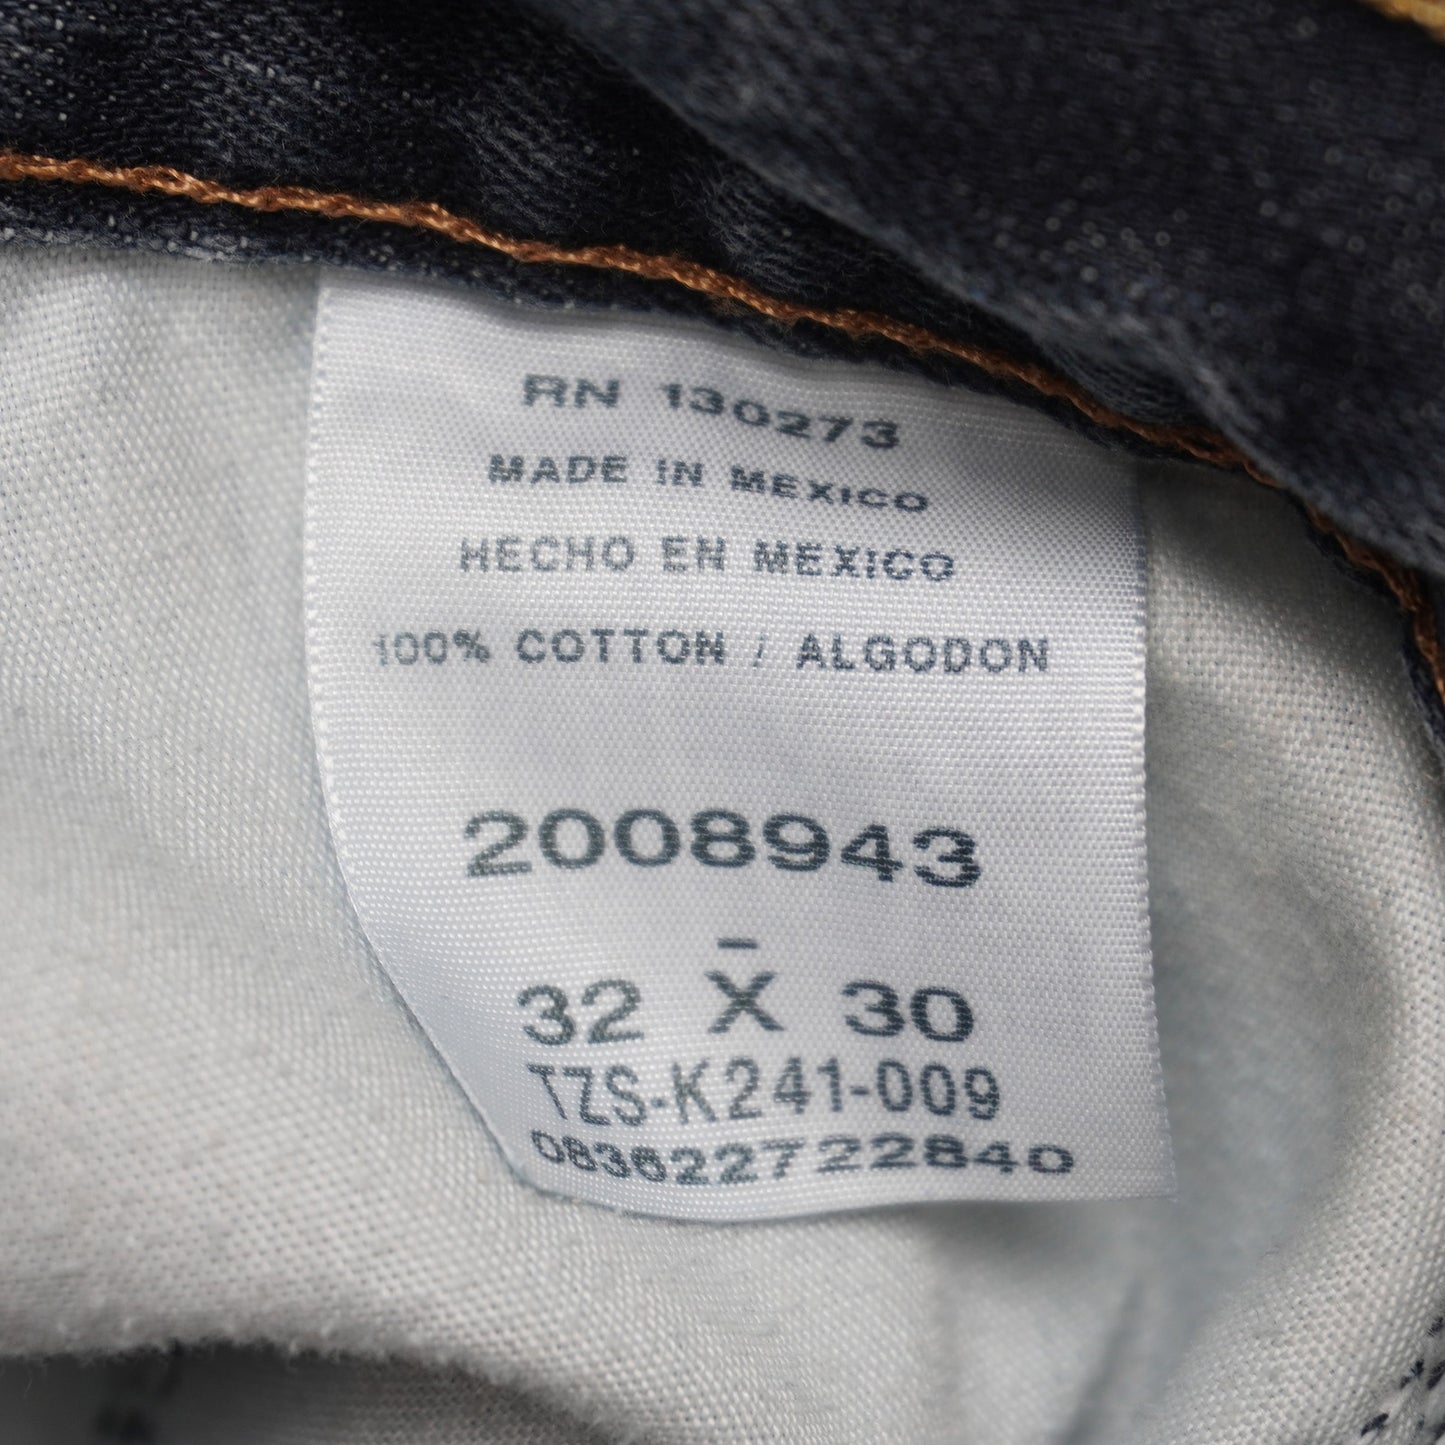 RN 130273
MADE IN MEXICO
HECHO EN MEXICO
100% COTTON / ALGODON
2008943
-
32 X 30
TZS-K241-009
083622722840